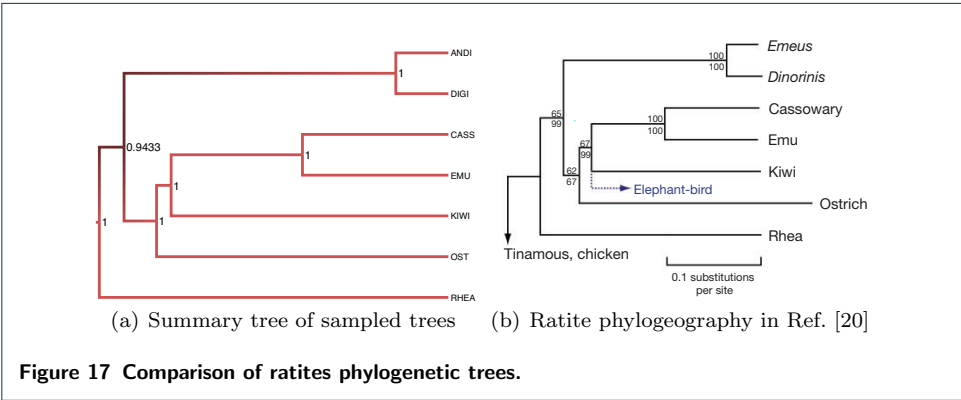 ANDI
1
DIGI
CASS
0.9433
1
EMU
1
KIWI
1
1
OST
RHEA
(a) Summary tree of sampled trees
Emeus
100
100
Dinorinis
Cassowary
65
99
100
100
Emu
67
99
Kiwi
62
67
Elephant-bird
Ostrich
Rhea
Tinamous, chicken
0.1 substitutions
per site
(b) Ratite phylogeography in Ref. [20]
Figure 17 Comparison of ratites phylogenetic trees.